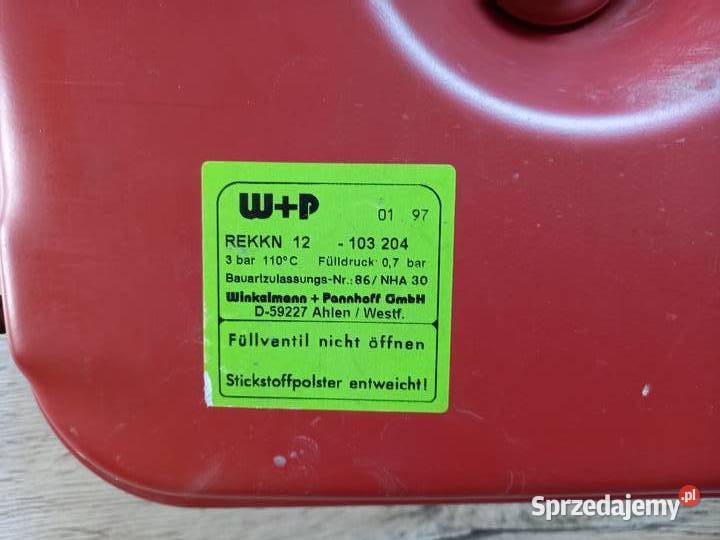 W+P 01 97
REKKN 12 - 103 204
3 bar 110°C Fülldruck: 0,7 bar
Bauartzulassungs-Nr.: 86/ NHA 30
Winkelmann + Pannhoff GmbH
D-59227 Ahlen / Westf.
Füllventil nicht öffnen
Stickstoffpolster entweicht!
Sprzedajemy.pl